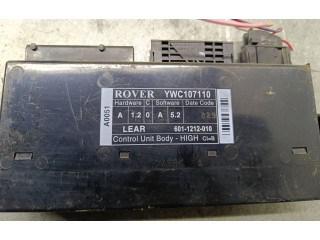 ROVER YWC107110
Hardware C Software Date Code
A 1.2 0 A 5.2
LEAR 601-1212-010
Control Unit Body - HIGH
A0051